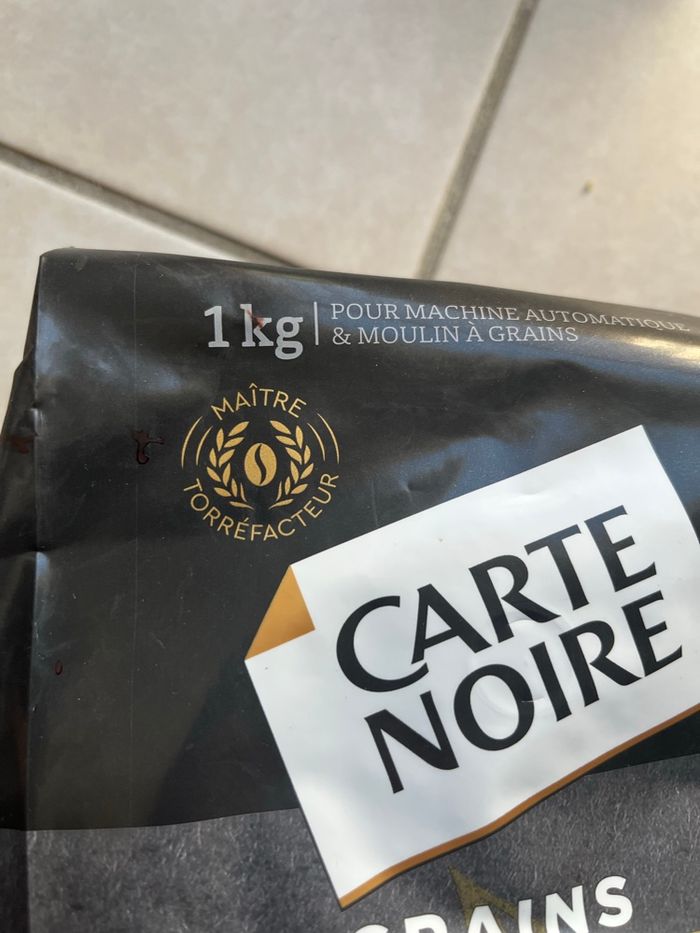 1 kg
POUR MACHINE AUTOMATIQUE
& MOULIN À GRAINS
MAÎTRE
TORRÉFACTEUR
CARTE
NOIRE
GRAINS